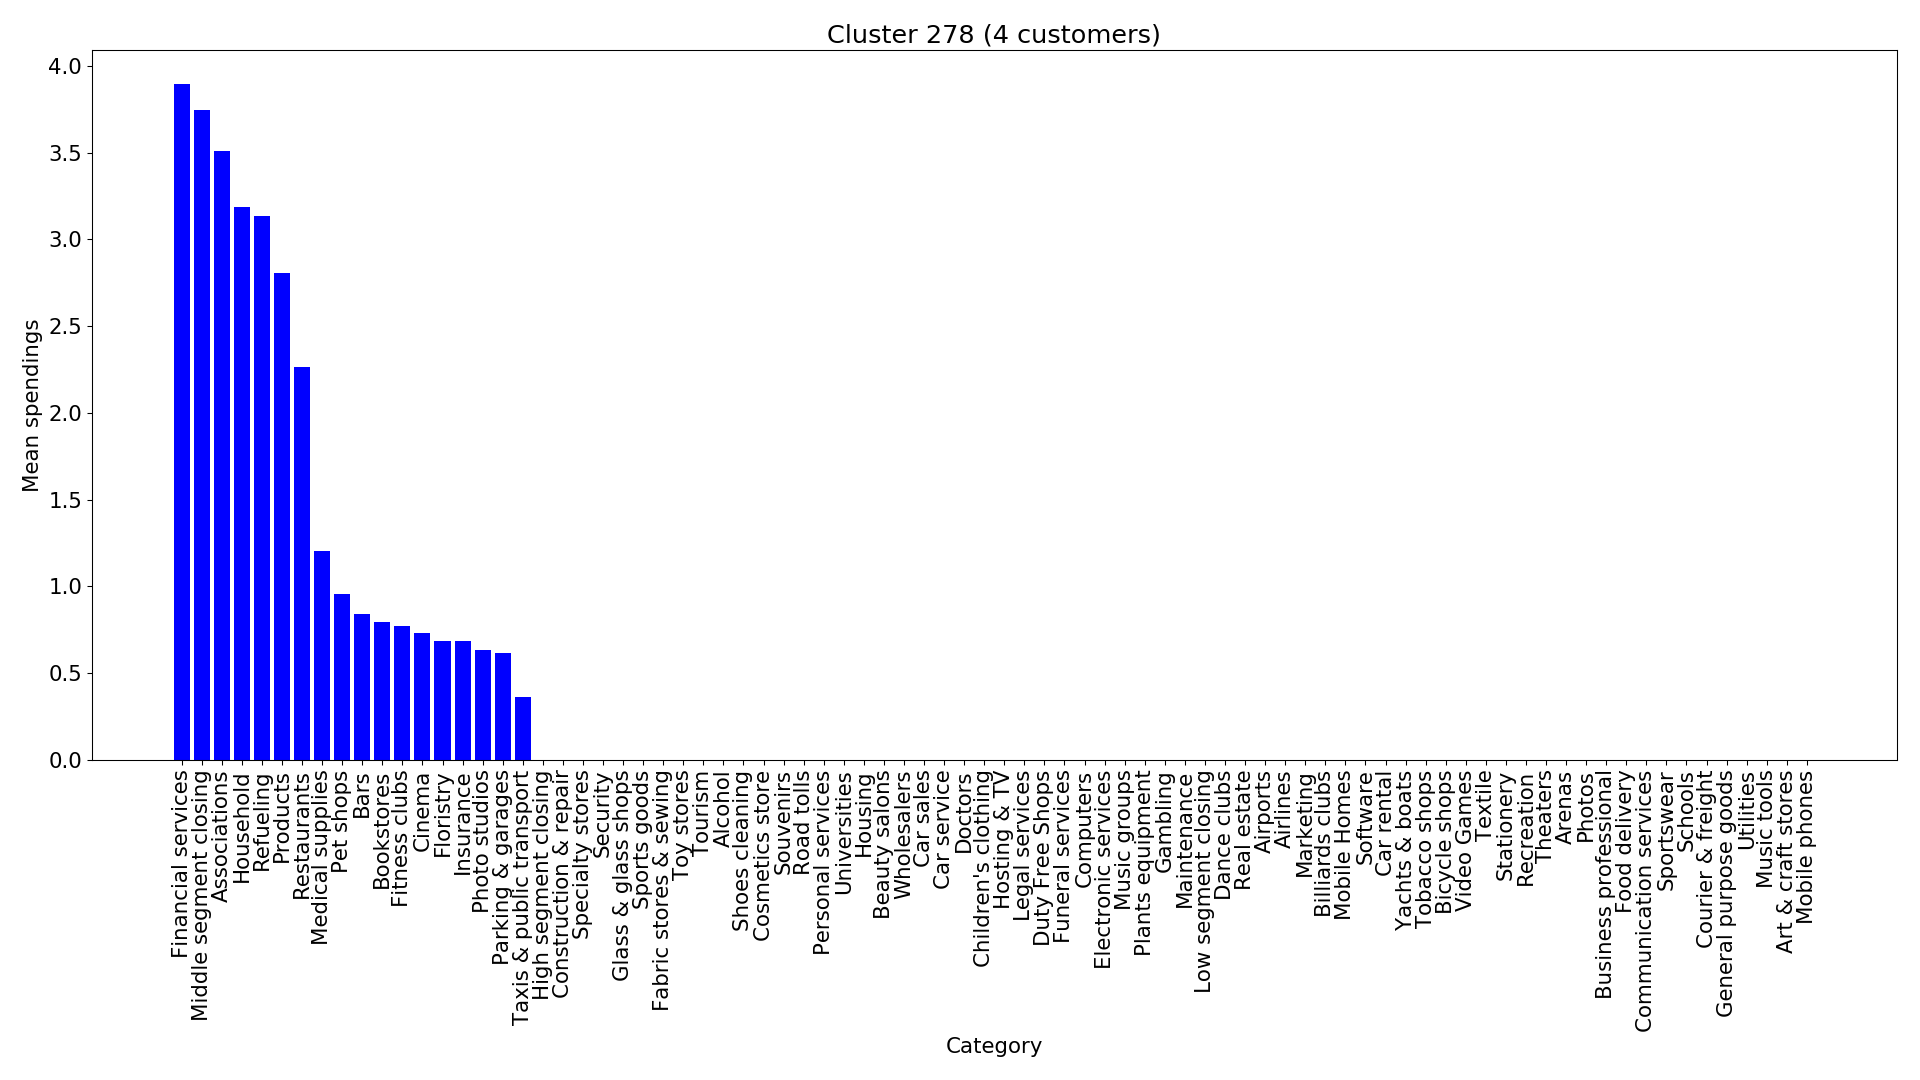 Cluster 278 (4 customers)
Mean spendings
4.0
3.5
3.0
2.5
2.0
1.5
1.0
0.5
0.0
Financial services
Middle segment closing
Associations
Household
Refueling
Products
Restaurants
Medical supplies
Pet shops
Bars
Bookstores
Fitness clubs
Cinema
Floristry
Insurance
Photo studios
Parking & garages
Taxis & public transport
High segment closing
Construction & repair
Specialty stores
Security
Glass & glass shops
Sports goods
Fabric stores & sewing
Toy stores
Tourism
Alcohol
Shoes cleaning
Cosmetics store
Souvenirs
Road tolls
Personal services
Universities
Housing
Beauty salons
Wholesalers
Car sales
Car service
Doctors
Children's clothing
Hosting & TV
Legal services
Duty Free Shops
Funeral services
Computers
Electronic services
Music groups
Plants equipment
Gambling
Maintenance
Low segment closing
Dance clubs
Real estate
Airports
Airlines
Marketing
Billiards clubs
Mobile Homes
Software
Car rental
Yachts & boats
Tobacco shops
Bicycle shops
Video Games
Textile
Stationery
Recreation
Theaters
Arenas
Photos
Business professional
Food delivery
Communication services
Sportswear
Schools
Courier & freight
General purpose goods
Utilities
Music tools
Art & craft stores
Mobile phones
Category